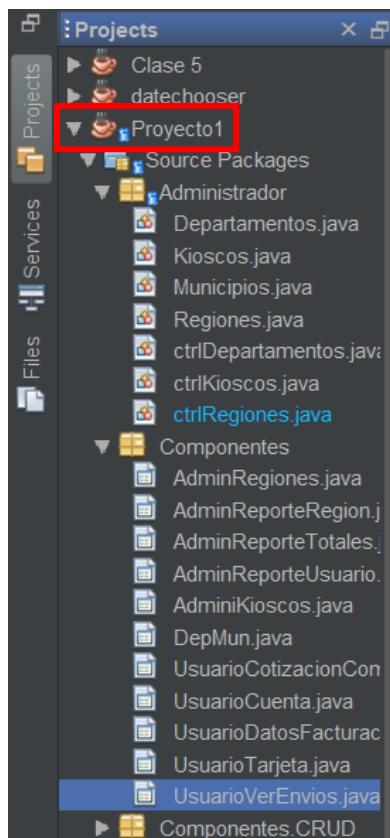 Projects
Clase 5
datechooser
Proyecto1
Source Packages
Administrador
Departamentos.java
Kioscos.java
Municipios.java
Regiones.java
ctrlDepartamentos.java
ctrlKioscos.java
ctrlRegiones.java
Componentes
AdminRegiones.java
AdminReporteRegion.j
AdminReporteTotales.j
AdminReporteUsuario.
AdminiKioscos.java
DepMun.java
UsuarioCotizacionCom
UsuarioCuenta.java
UsuarioDatosFacturac
UsuarioTarjeta.java
UsuarioVerEnvios.java
Componentes.CRUD
Projects
Services
Files